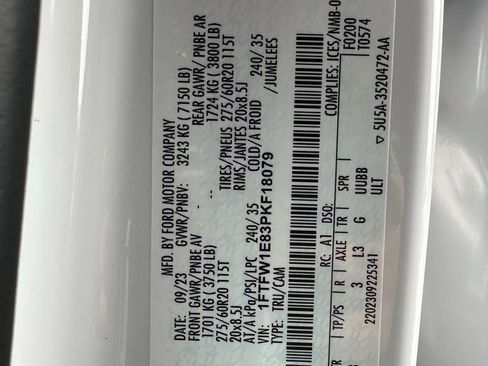 MFD. BY FORD MOTOR COMPANY
DATE: 09/23 GVWR/PNBV: 3243 KG ( 7150 LB)
FRONT GAWR/ PNBE AV REAR GAWR/ PNBE AR
1701 KG ( 3750 LB) 1724 KG ( 3800 LB)
275/60R20 115T TIRES/PNEUS 275/60R20 115T
20x8.5J RIMS/JANTES 20x8.5J
AT/A kPa/PSI/LPC 240/ 35 COLD/A FROID 240/ 35
VIN: 1FTFW1E83PKF18079 /JUMELEES
TYPE: TRU/CAM
COMPLIES: ICES/NMB-0
F0200
T0574
RC: A1 DSO:
TP/PS R AXLE TR SPR
3 L3 G UUBB
ULT
2202309225341
▽ 5U5A-3520472-AA